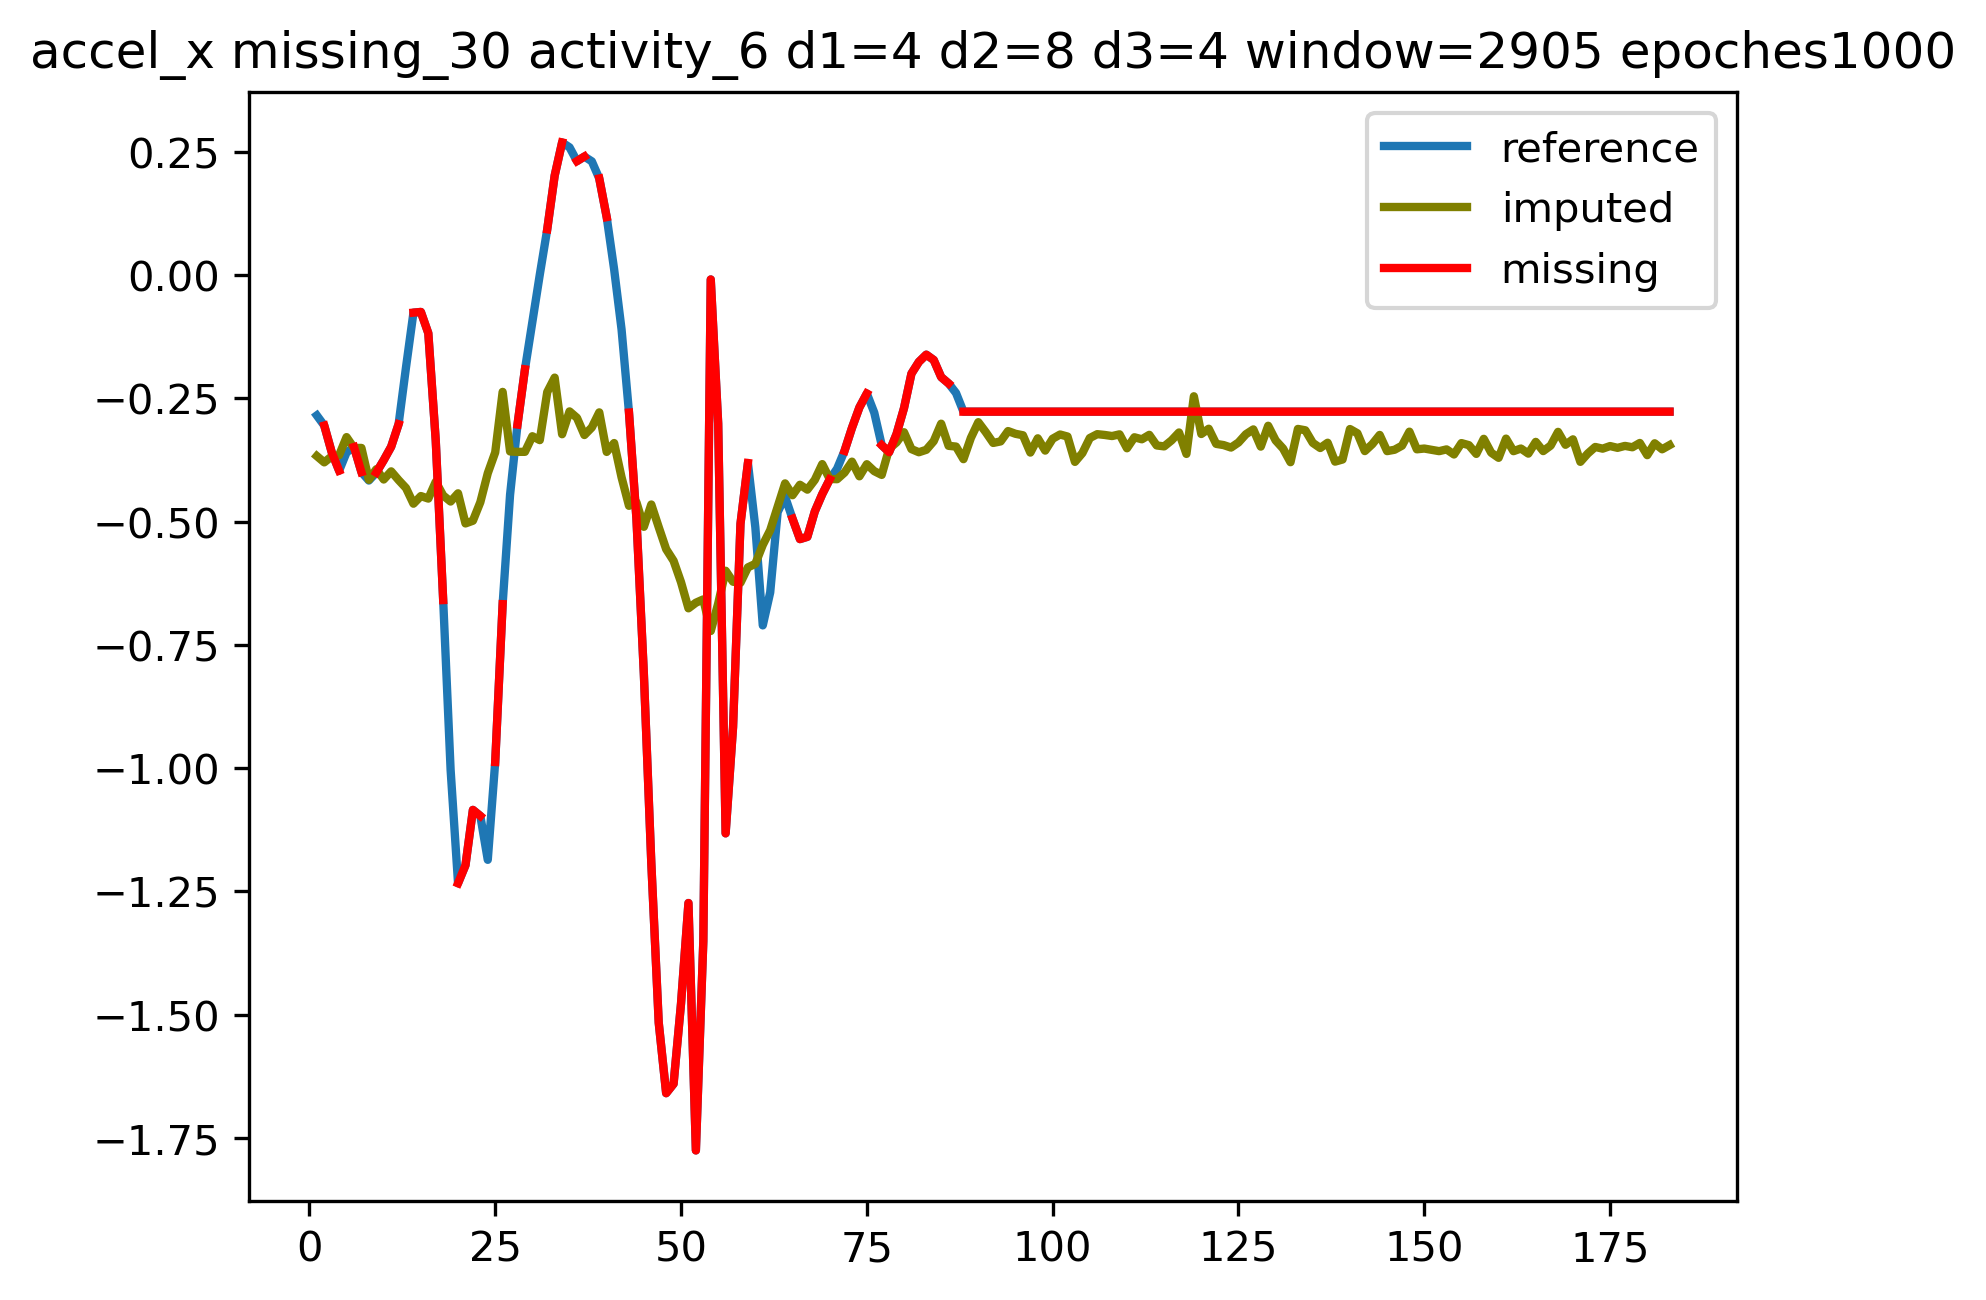 accel_x missing_30 activity_6 d1=4 d2=8 d3=4 window=2905 epoches1000
reference
imputed
missing
0.25
0.00
−0.25
−0.50
−0.75
−1.00
−1.25
−1.50
−1.75
0 25 50 75 100 125 150 175